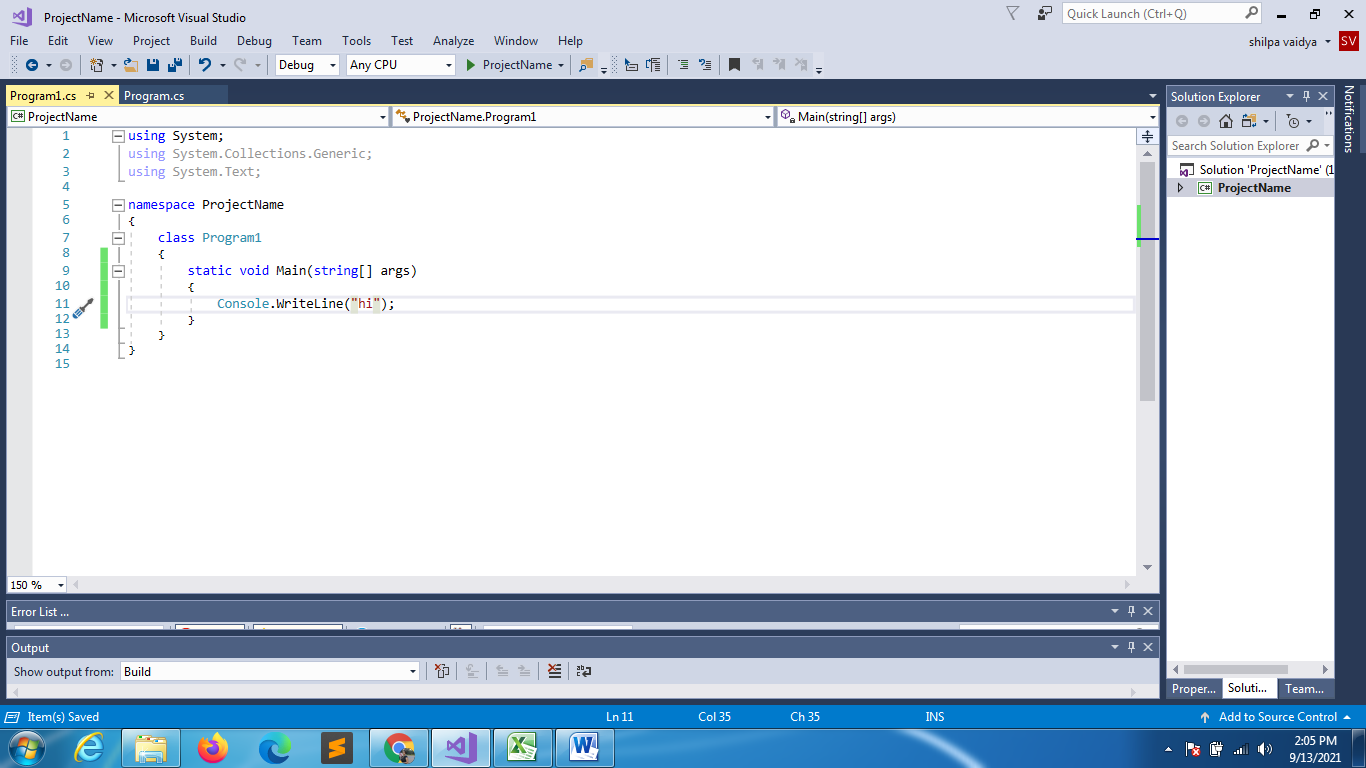 ProjectName - Microsoft Visual Studio
Quick Launch (Ctrl+Q)
File Edit View Project Build Debug Team Tools Test Analyze Window Help
shilpa vaidya SV
Debug Any CPU ProjectName
Program1.cs Program.cs
ProjectName ProjectName.Program1 Main(string[] args)
1 using System;
2 using System.Collections.Generic;
3 using System.Text;
4
5 namespace ProjectName
6 {
7 class Program1
8 {
9 static void Main(string[] args)
10 {
11 Console.WriteLine("hi");
12 }
13 }
14 }
15
150 %
Error List ...
Output
Show output from: Build
Solution Explorer
Search Solution Explorer
Solution 'ProjectName' (1
C# ProjectName
Proper... Soluti... Team...
Notifications
Item(s) Saved Ln 11 Col 35 Ch 35 INS Add to Source Control
2:05 PM
9/13/2021